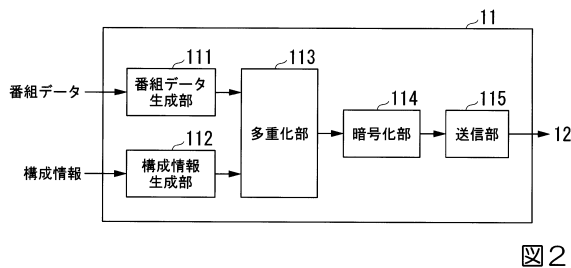 11
111
113
番組データ
番組データ
生成部
114
115
多重化部
暗号化部
送信部
12
112
構成情報
構成情報
生成部
図2